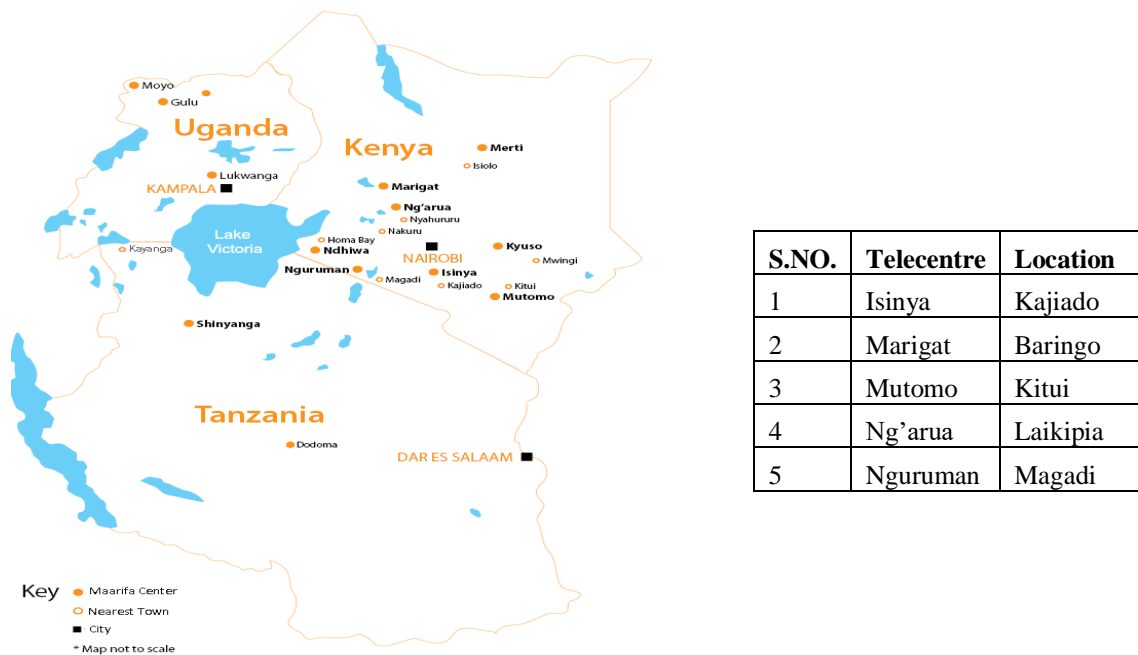 Moyo
Gulu
Uganda
Kenya
Merti
Isiolo
Lukwanga
KAMPALA
Marigat
Ng'arua
Nyahururu
Nakuru
Lake
Victoria
Homa Bay
Ndhiwa
Kayanga
NAIROBI
Kyuso
Mwingi
Nguruman
Magadi
Isinya
Kajiado
Kitui
Mutomo
Shinyanga
Tanzania
Dodoma
DAR ES SALAAM
Key
Maarifa Center
Nearest Town
City
* Map not to scale
S.NO. Telecentre Location
1 Isinya Kajiado
2 Marigat Baringo
3 Mutomo Kitui
4 Ng’arua Laikipia
5 Nguruman Magadi